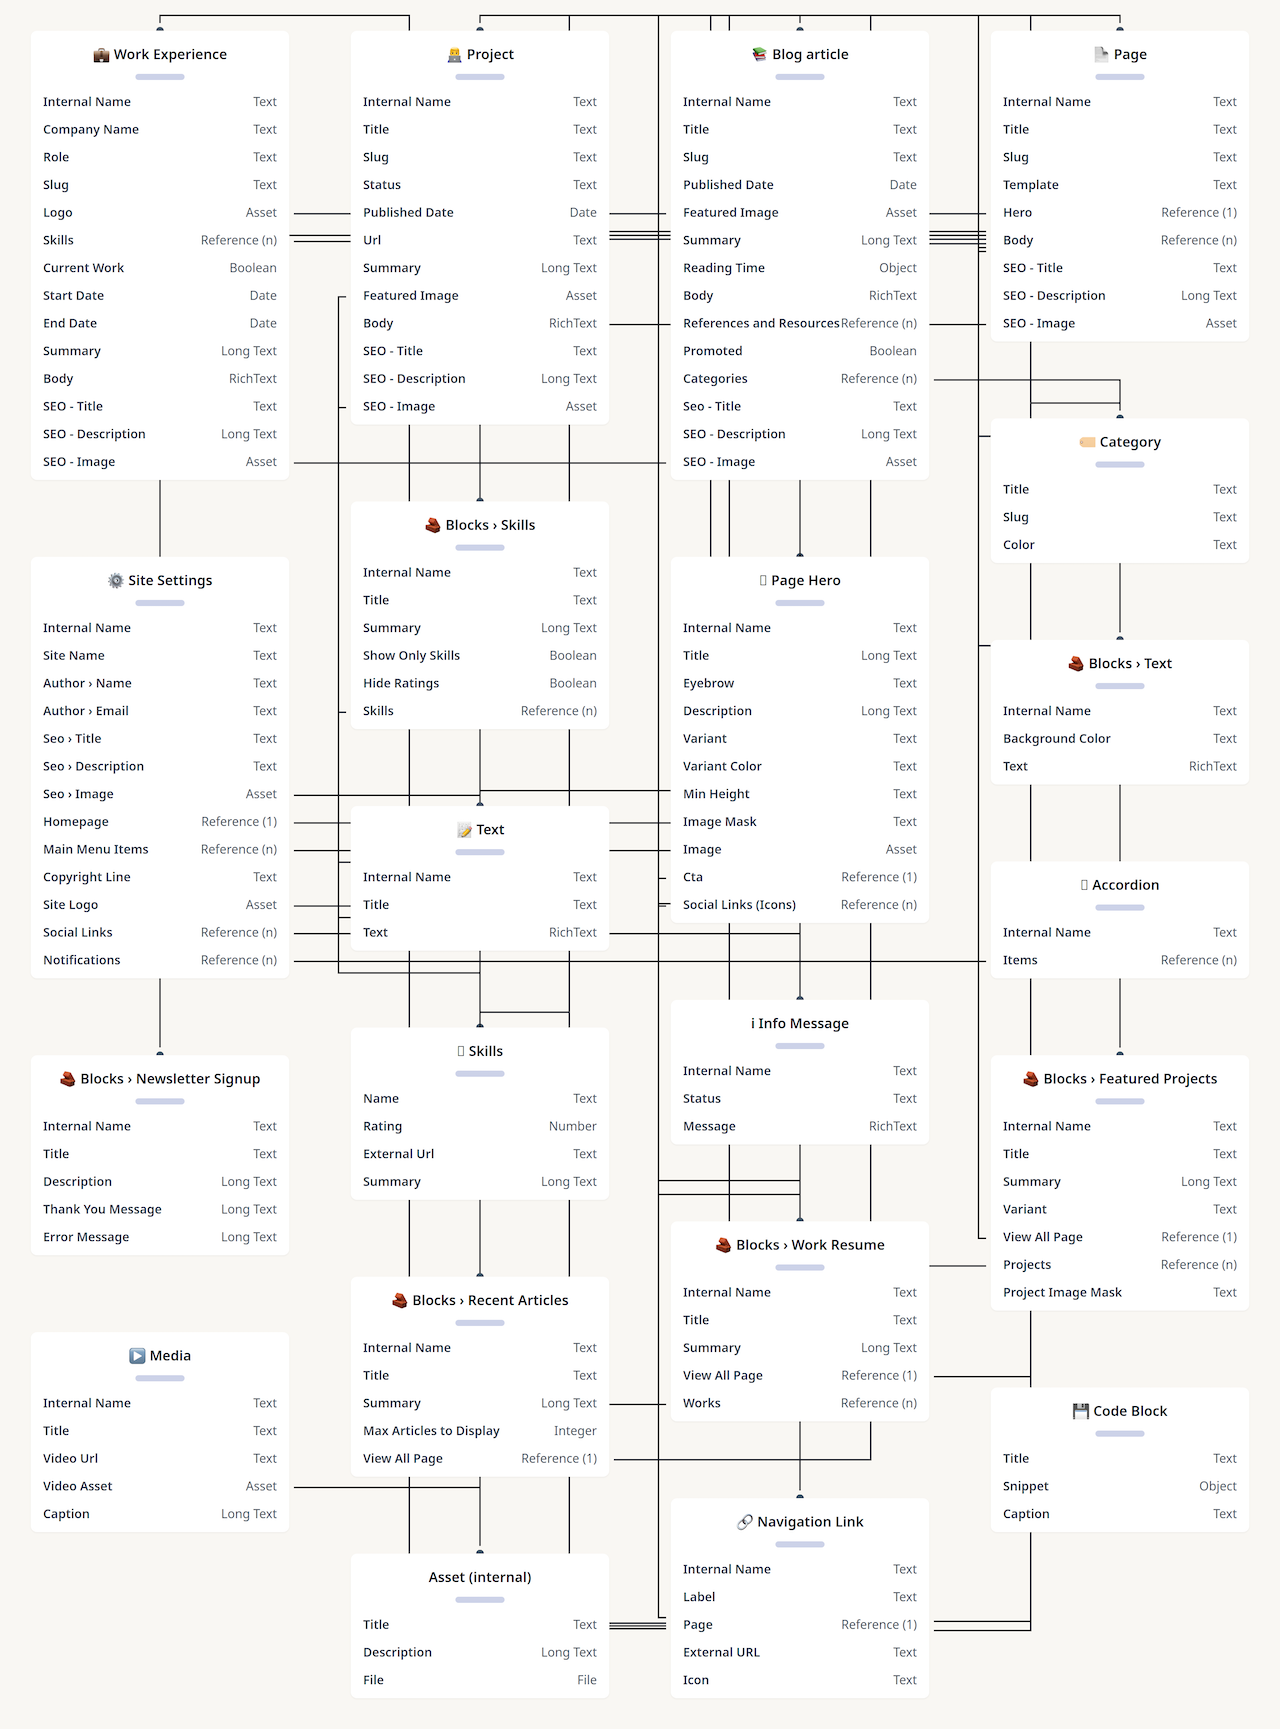 Work Experience
Internal Name Text
Company Name Text
Role Text
Slug Text
Logo Asset
Skills Reference (n)
Current Work Boolean
Start Date Date
End Date Date
Summary Long Text
Body RichText
SEO - Title Text
SEO - Description Long Text
SEO - Image Asset
Project
Internal Name Text
Title Text
Slug Text
Status Text
Published Date Date
Url Text
Summary Long Text
Featured Image Asset
Body RichText
SEO - Title Text
SEO - Description Long Text
SEO - Image Asset
Blog article
Internal Name Text
Title Text
Slug Text
Published Date Date
Featured Image Asset
Summary Long Text
Reading Time Object
Body RichText
References and Resources Reference (n)
Promoted Boolean
Categories Reference (n)
Seo - Title Text
SEO - Description Long Text
SEO - Image Asset
Page
Internal Name Text
Title Text
Slug Text
Template Text
Hero Reference (1)
Body Reference (n)
SEO - Title Text
SEO - Description Long Text
SEO - Image Asset
Category
Title Text
Slug Text
Color Text
Blocks › Skills
Internal Name Text
Title Text
Summary Long Text
Show Only Skills Boolean
Hide Ratings Boolean
Skills Reference (n)
Site Settings
Internal Name Text
Site Name Text
Author › Name Text
Author › Email Text
Seo › Title Text
Seo › Description Text
Seo › Image Asset
Homepage Reference (1)
Main Menu Items Reference (n)
Copyright Line Text
Site Logo Asset
Social Links Reference (n)
Notifications Reference (n)
Page Hero
Internal Name Text
Title Long Text
Eyebrow Text
Description Long Text
Variant Text
Variant Color Text
Min Height Text
Image Mask Text
Image Asset
Cta Reference (1)
Social Links (Icons) Reference (n)
Blocks › Text
Internal Name Text
Background Color Text
Text RichText
Text
Internal Name Text
Title Text
Text RichText
Accordion
Internal Name Text
Items Reference (n)
i Info Message
Internal Name Text
Status Text
Message RichText
Skills
Name Text
Rating Number
External Url Text
Summary Long Text
Blocks › Newsletter Signup
Internal Name Text
Title Text
Description Long Text
Thank You Message Long Text
Error Message Long Text
Blocks › Featured Projects
Internal Name Text
Title Text
Summary Long Text
Variant Text
View All Page Reference (1)
Projects Reference (n)
Project Image Mask Text
Blocks › Work Resume
Internal Name Text
Title Text
Summary Long Text
View All Page Reference (1)
Works Reference (n)
Blocks › Recent Articles
Internal Name Text
Title Text
Summary Long Text
Max Articles to Display Integer
View All Page Reference (1)
Media
Internal Name Text
Title Text
Video Url Text
Video Asset Asset
Caption Long Text
Code Block
Title Text
Snippet Object
Caption Text
Navigation Link
Internal Name Text
Label Text
Page Reference (1)
External URL Text
Icon Text
Asset (internal)
Title Text
Description Long Text
File File